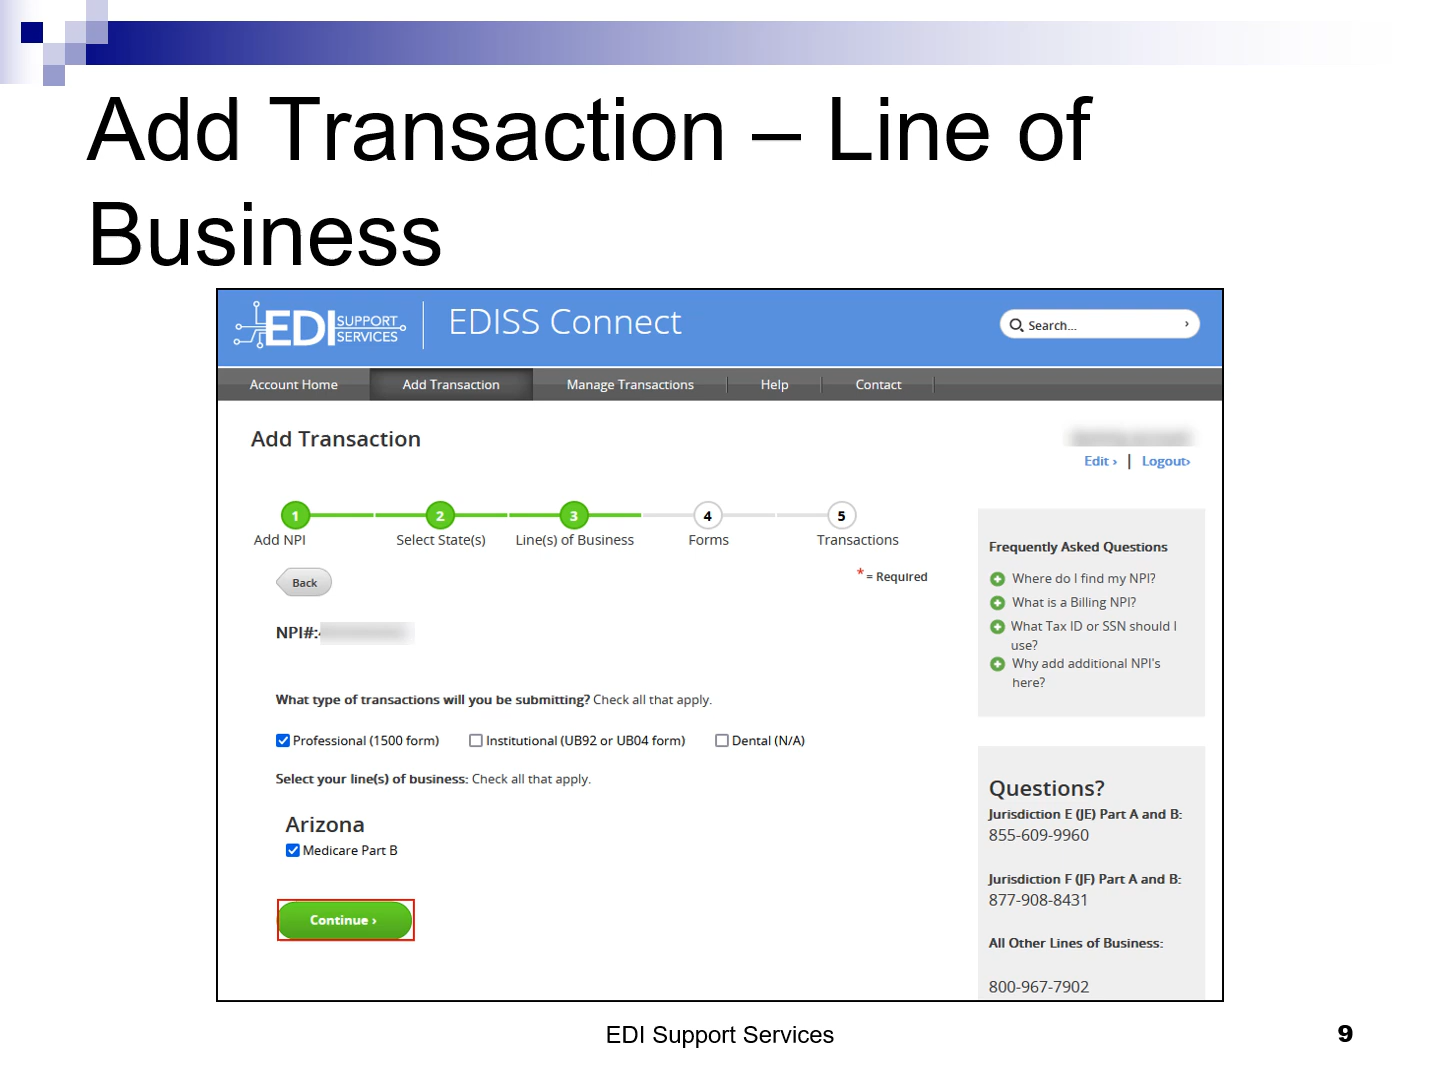 Add Transaction – Line of
Business
EDI SUPPORT SERVICES
EDISS Connect
Search...
Account Home
Add Transaction
Manage Transactions
Help
Contact
Add Transaction
Edit ›
|
Logout›
1
2
3
4
5
Add NPI
Select State(s)
Line(s) of Business
Forms
Transactions
Back
* = Required
NPI#:
What type of transactions will you be submitting? Check all that apply.
Professional (1500 form)
Institutional (UB92 or UB04 form)
Dental (N/A)
Select your line(s) of business: Check all that apply.
Arizona
Medicare Part B
Continue ›
Frequently Asked Questions
Where do I find my NPI?
What is a Billing NPI?
What Tax ID or SSN should I
use?
Why add additional NPI's
here?
Questions?
Jurisdiction E (JE) Part A and B:
855-609-9960
Jurisdiction F (JF) Part A and B:
877-908-8431
All Other Lines of Business:
800-967-7902
EDI Support Services
9